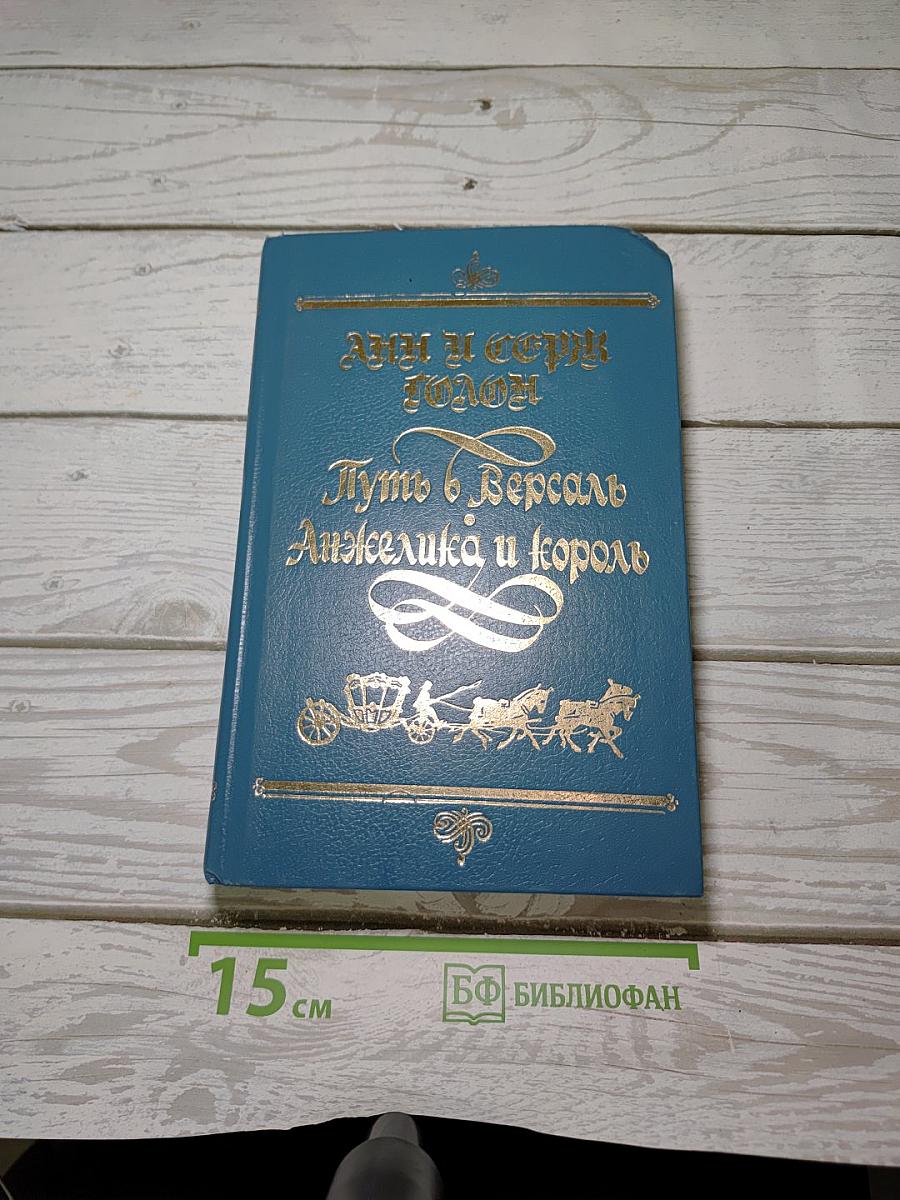 АНН И СЕРЖ
ГОЛОН
Путь в Версаль
Анжелика и король
15 см
БФ БИБЛИОФАН